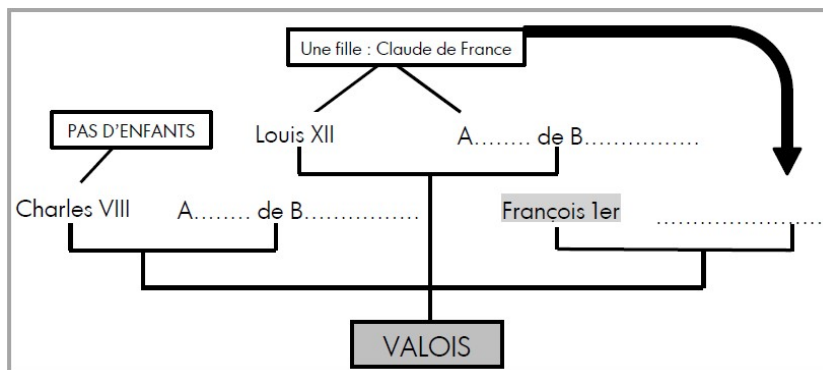 Une fille : Claude de France
PAS D'ENFANTS
Louis XII A........ de B................
Charles VIII A........ de B................
François 1er ........................
VALOIS